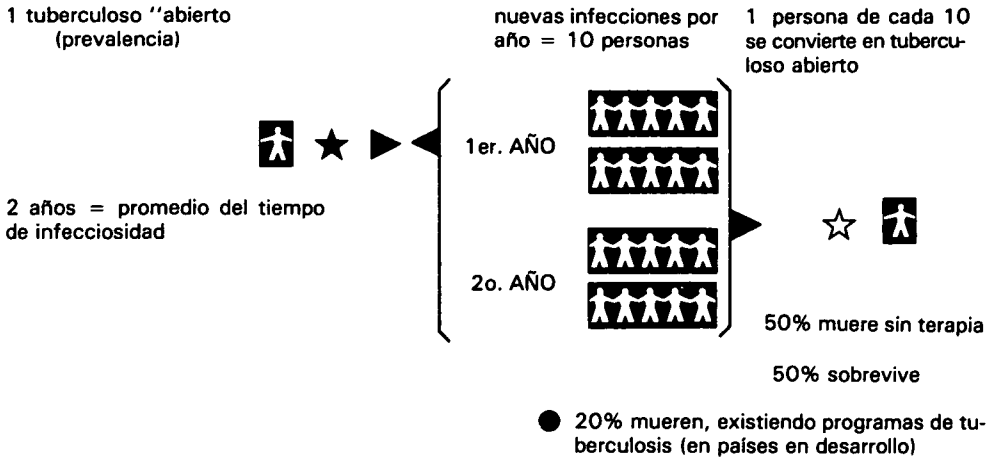 1 tuberculoso ''abierto
(prevalencia)
nuevas infecciones por
año = 10 personas
1 persona de cada 10
se convierte en tubercu-
loso abierto
1er. AÑO
2 años = promedio del tiempo
de infecciosidad
2o. AÑO
50% muere sin terapia
50% sobrevive
20% mueren, existiendo programas de tu-
berculosis (en países en desarrollo)